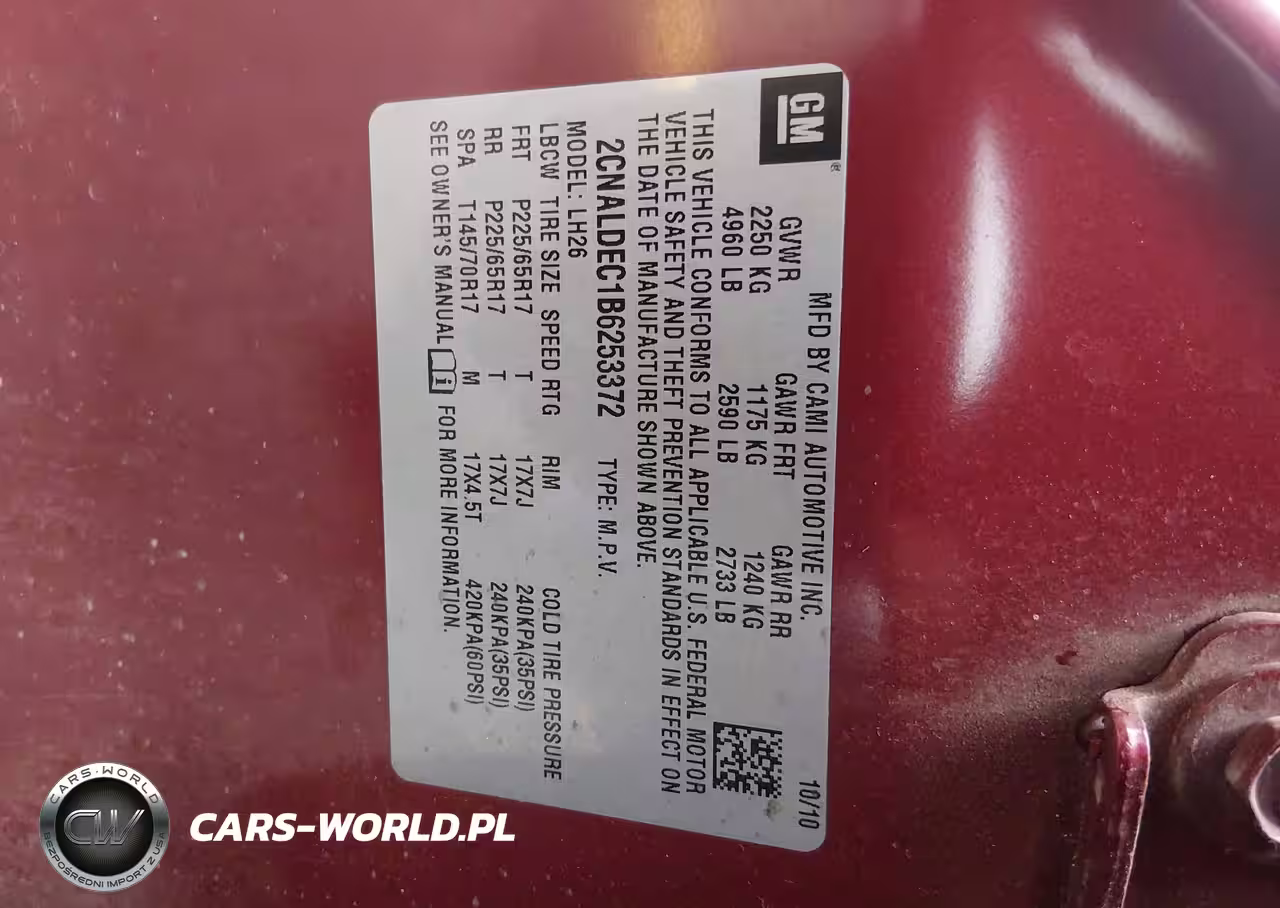 GM
MFD BY CAMI AUTOMOTIVE INC. 10/10
GVWR GAWR FRT GAWR RR
2250 KG 1175 KG 1240 KG
4960 LB 2590 LB 2733 LB
THIS VEHICLE CONFORMS TO ALL APPLICABLE U.S. FEDERAL MOTOR
VEHICLE SAFETY AND THEFT PREVENTION STANDARDS IN EFFECT ON
THE DATE OF MANUFACTURE SHOWN ABOVE.
2CNALDEC1B6253372 TYPE: M.P.V.
MODEL: LH26
LBCW TIRE SIZE SPEED RTG RIM COLD TIRE PRESSURE
FRT P225/65R17 T 17X7J 240KPA(35PSI)
RR P225/65R17 T 17X7J 240KPA(35PSI)
SPA T145/70R17 M 17X4.5T 420KPA(60PSI)
SEE OWNER'S MANUAL i FOR MORE INFORMATION.
CARS-WORLD
CW
BEZPOŚREDNI IMPORT Z USA
CARS-WORLD.PL